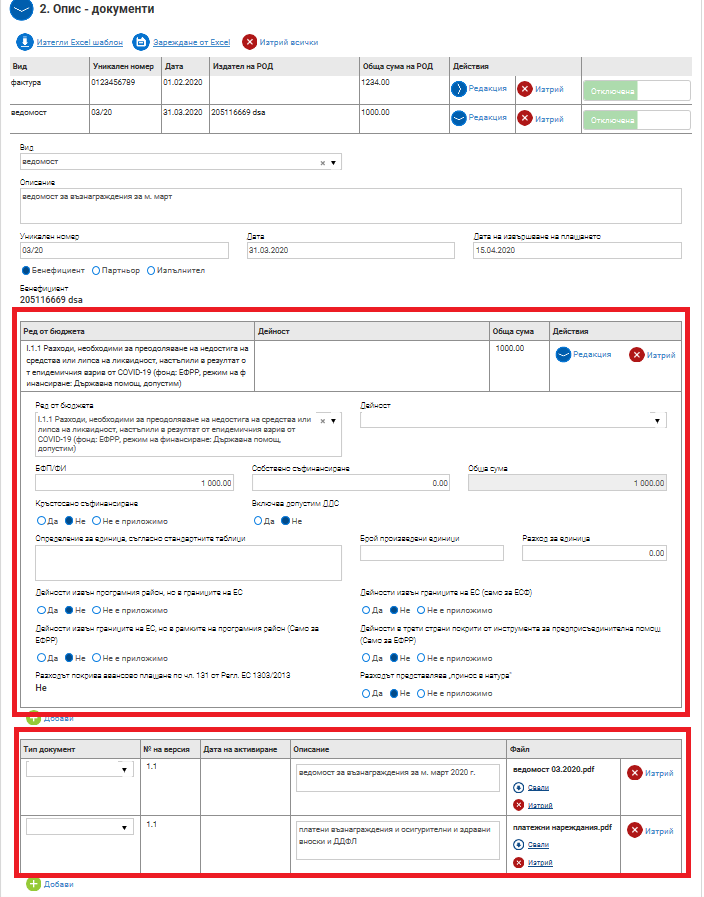 2. Опис - документи
Изтегли Excel шаблон Зареждане от Excel Изтрий всички
Вид Уникален номер Дата Издател на РОД Обща сума на РОД Действия
фактура 0123456789 01.02.2020 1234.00 Редакция Изтрий Отключена
ведомост 03/20 31.03.2020 205116669 dsa 1000.00 Редакция Изтрий Отключена
Вид
ведомост
Описание
ведомост за възнаграждения за м. март
Уникален номер Дата Дата на извършване на плащането
03/20 31.03.2020 15.04.2020
Бенефициент Партньор Изпълнител
Бенефициент
205116669 dsa
Ред от бюджета Дейност Обща сума Действия
I.1.1 Разходи, необходими за преодоляване на недостига на 1000.00 Редакция Изтрий
средства или липса на ликвидност, настъпили в резултат о
т епидемичния взрив от COVID-19 (фонд: ЕФРР, режим на ф
инансиране: Държавна помощ, допустим)
Ред от бюджета Дейност
I.1.1 Разходи, необходими за преодоляване на недостига на средства или
липса на ликвидност, настъпили в резултат от епидемичния взрив от
COVID-19 (фонд: ЕФРР, режим на финансиране: Държавна помощ,
допустим)
БФП/ФИ Собствено съфинансиране Обща сума
1 000.00 0.00 1 000.00
Кръстосано съфинансиране Включва допустим ДДС
Да Не Не е приложимо Да Не
Определение за единица, съгласно стандартните таблици Брой произведени единици Разход за единица
0.00
Дейности извън програмния район, но в границите на ЕС Дейности извън границите на ЕС (само за ЕСФ)
Да Не Не е приложимо Да Не Не е приложимо
Дейности извън границите на ЕС, но в рамките на програмния район (Само за Дейности в трети страни покрити от инструмента за предприсъединителна помощ
ЕФРР) (Само за ЕФРР)
Да Не Не е приложимо Да Не Не е приложимо
Разходът покрива авансово плащане по чл. 131 от Регл. ЕС 1303/2013 Разходът представлява „принос в натура"
Не Да Не Не е приложимо
Добави
Тип документ № на версия Дата на активиране Описание Файл
1.1 ведомост за възнаграждения за м. март 2020 г. ведомост 03.2020.pdf Изтрий
Свали
Изтрий
1.1 платени възнаграждения и осигурителни и здравни платежни нареждания.pdf Изтрий
вноски и ДДФЛ Свали
Изтрий
Добави